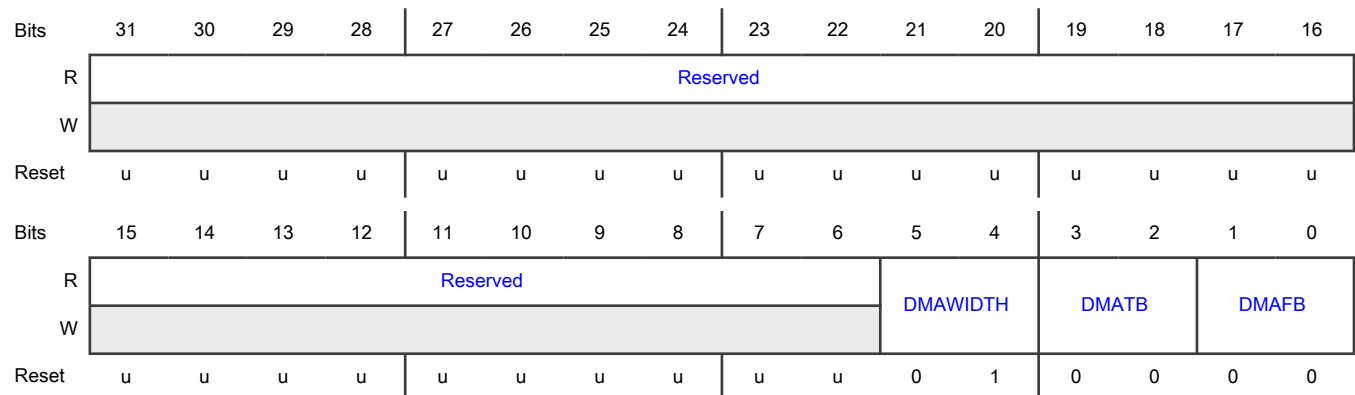 Bits 31 30 29 28 27 26 25 24 23 22 21 20 19 18 17 16
R Reserved
W
Reset u u u u u u u u u u u u u u u u
Bits 15 14 13 12 11 10 9 8 7 6 5 4 3 2 1 0
R Reserved DMAWIDTH DMATB DMAFB
W
Reset u u u u u u u u u u 0 1 0 0 0 0